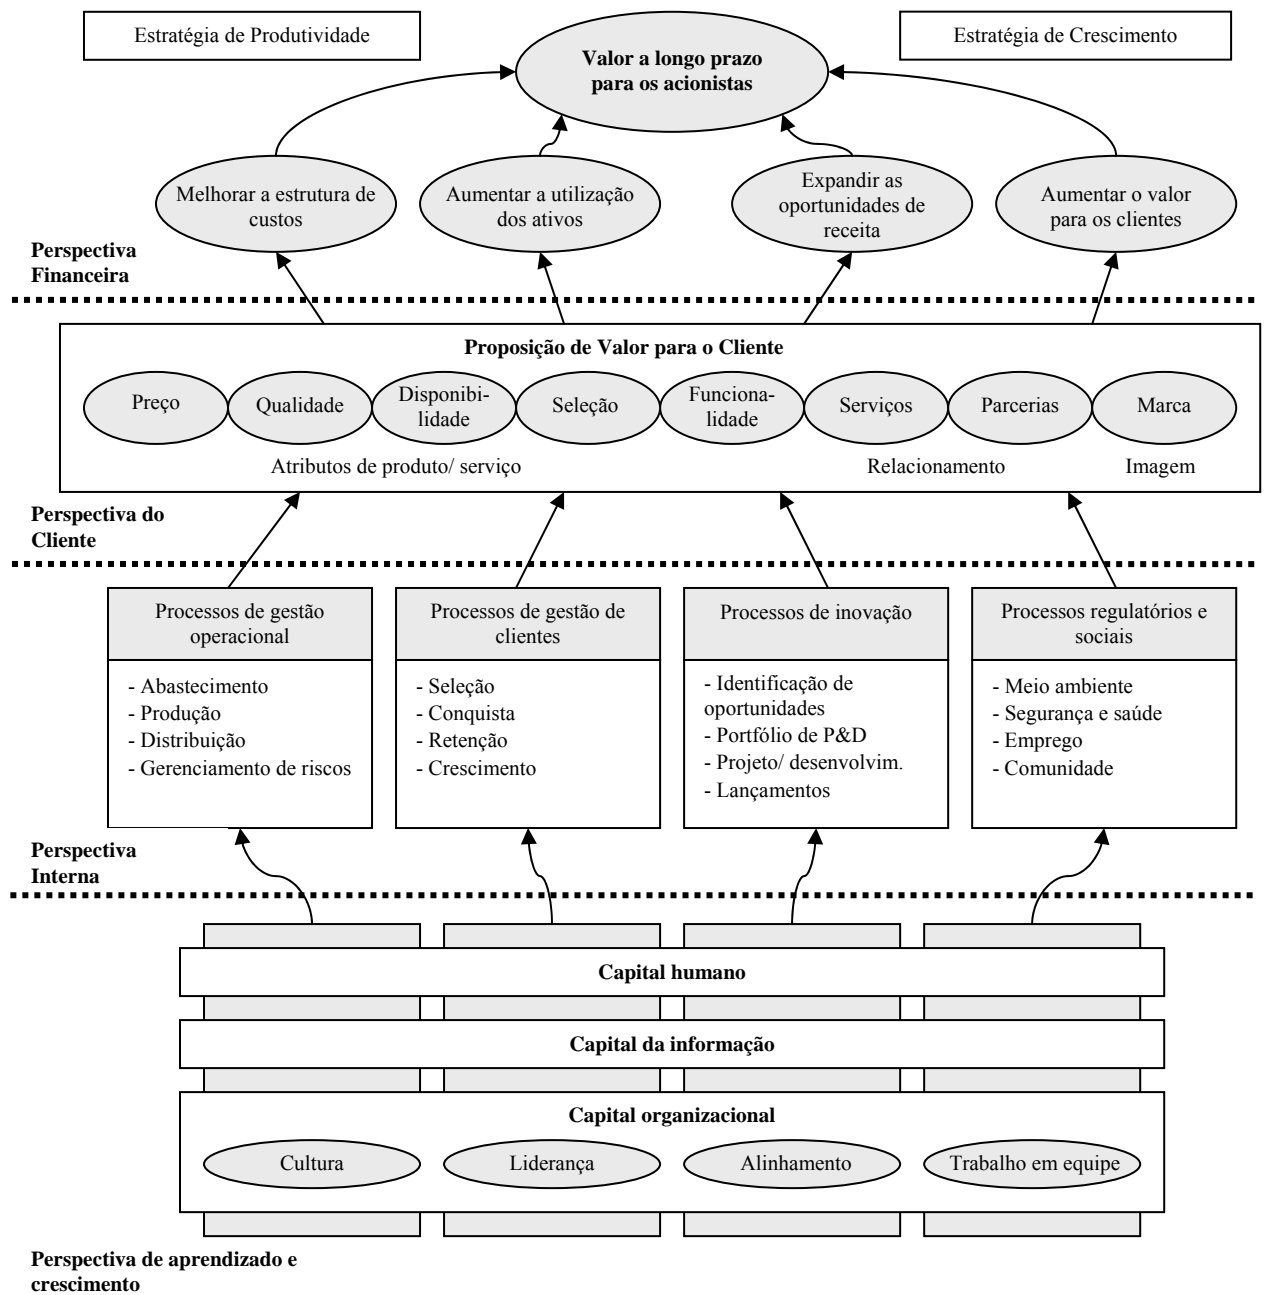 Estratégia de Produtividade
Valor a longo prazo
para os acionistas
Estratégia de Crescimento
Melhorar a estrutura de
custos
Aumentar a utilização
dos ativos
Expandir as
oportunidades de
receita
Aumentar o valor
para os clientes
Perspectiva
Financeira
Proposição de Valor para o Cliente
Preço
Qualidade
Disponibi-
lidade
Seleção
Funciona-
lidade
Serviços
Parcerias
Marca
Atributos de produto/ serviço
Relacionamento
Imagem
Perspectiva do
Cliente
Processos de gestão
operacional
- Abastecimento
- Produção
- Distribuição
- Gerenciamento de riscos
Processos de gestão de
clientes
- Seleção
- Conquista
- Retenção
- Crescimento
Processos de inovação
- Identificação de
oportunidades
- Portfólio de P&D
- Projeto/ desenvolvim.
- Lançamentos
Processos regulatórios e
sociais
- Meio ambiente
- Segurança e saúde
- Emprego
- Comunidade
Perspectiva
Interna
Capital humano
Capital da informação
Capital organizacional
Cultura
Liderança
Alinhamento
Trabalho em equipe
Perspectiva de aprendizado e
crescimento